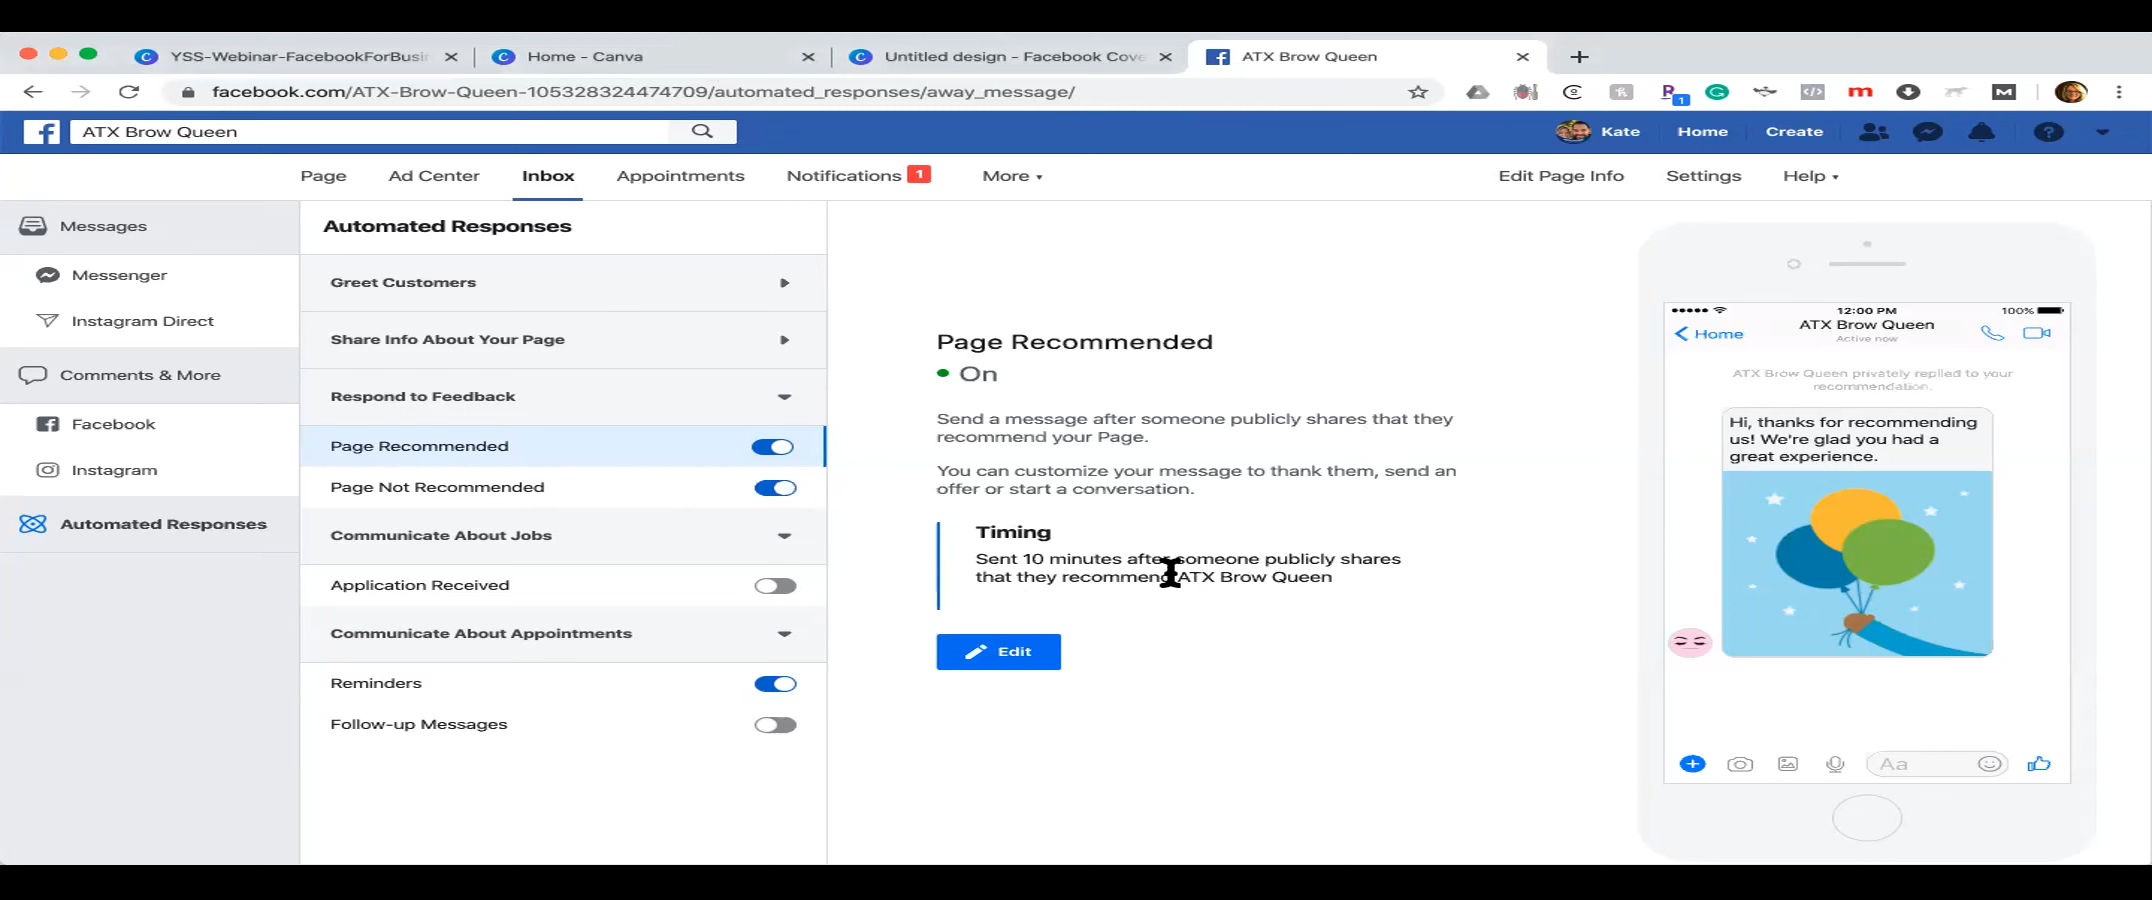 YSS-Webinar-FacebookForBusi
Home - Canva
Untitled design - Facebook Cove
ATX Brow Queen
facebook.com/ATX-Brow-Queen-105328324474709/automated_responses/away_message/
1
ATX Brow Queen
Kate
Home
Create
Page
Ad Center
Inbox
Appointments
Notifications 1
More
Edit Page Info
Settings
Help
Messages
Messenger
Instagram Direct
Comments & More
Facebook
Instagram
Automated Responses
Automated Responses
Greet Customers
Share Info About Your Page
Respond to Feedback
Page Recommended
Page Not Recommended
Communicate About Jobs
Application Received
Communicate About Appointments
Reminders
Follow-up Messages
Page Recommended
On
Send a message after someone publicly shares that they
recommend your Page.
You can customize your message to thank them, send an
offer or start a conversation.
Timing
Sent 10 minutes after someone publicly shares
that they recommend ATX Brow Queen
Edit
12:00 PM
100%
Home
ATX Brow Queen
Active now
ATX Brow Queen privately replied to your
recommendation.
Hi, thanks for recommending
us! We're glad you had a
great experience.
Aa